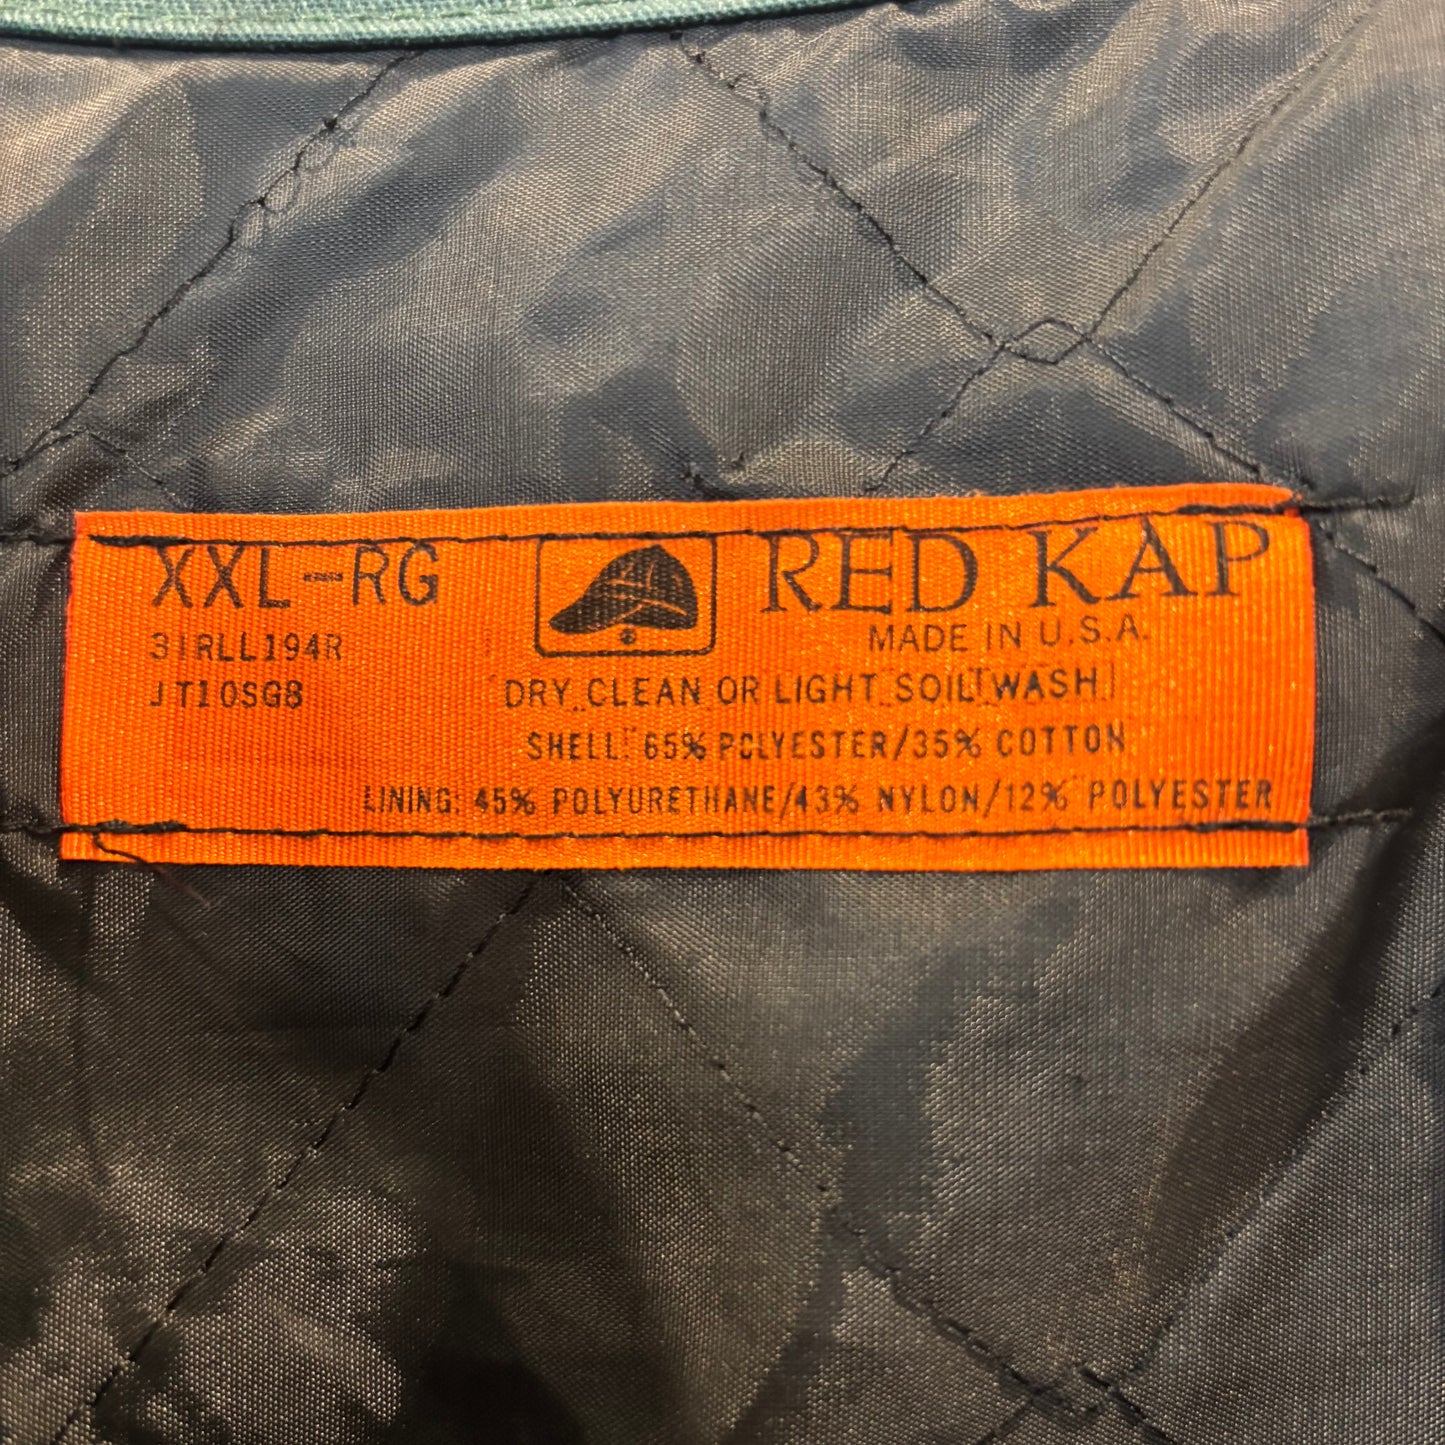 XXL-RG
31RLL194R
JT10SG8
RED KAP
MADE IN U.S.A.
DRY CLEAN OR LIGHT SOIL WASH
SHELL: 65% POLYESTER/35% COTTON
LINING: 45% POLYURETHANE/43% NYLON/12% POLYESTER